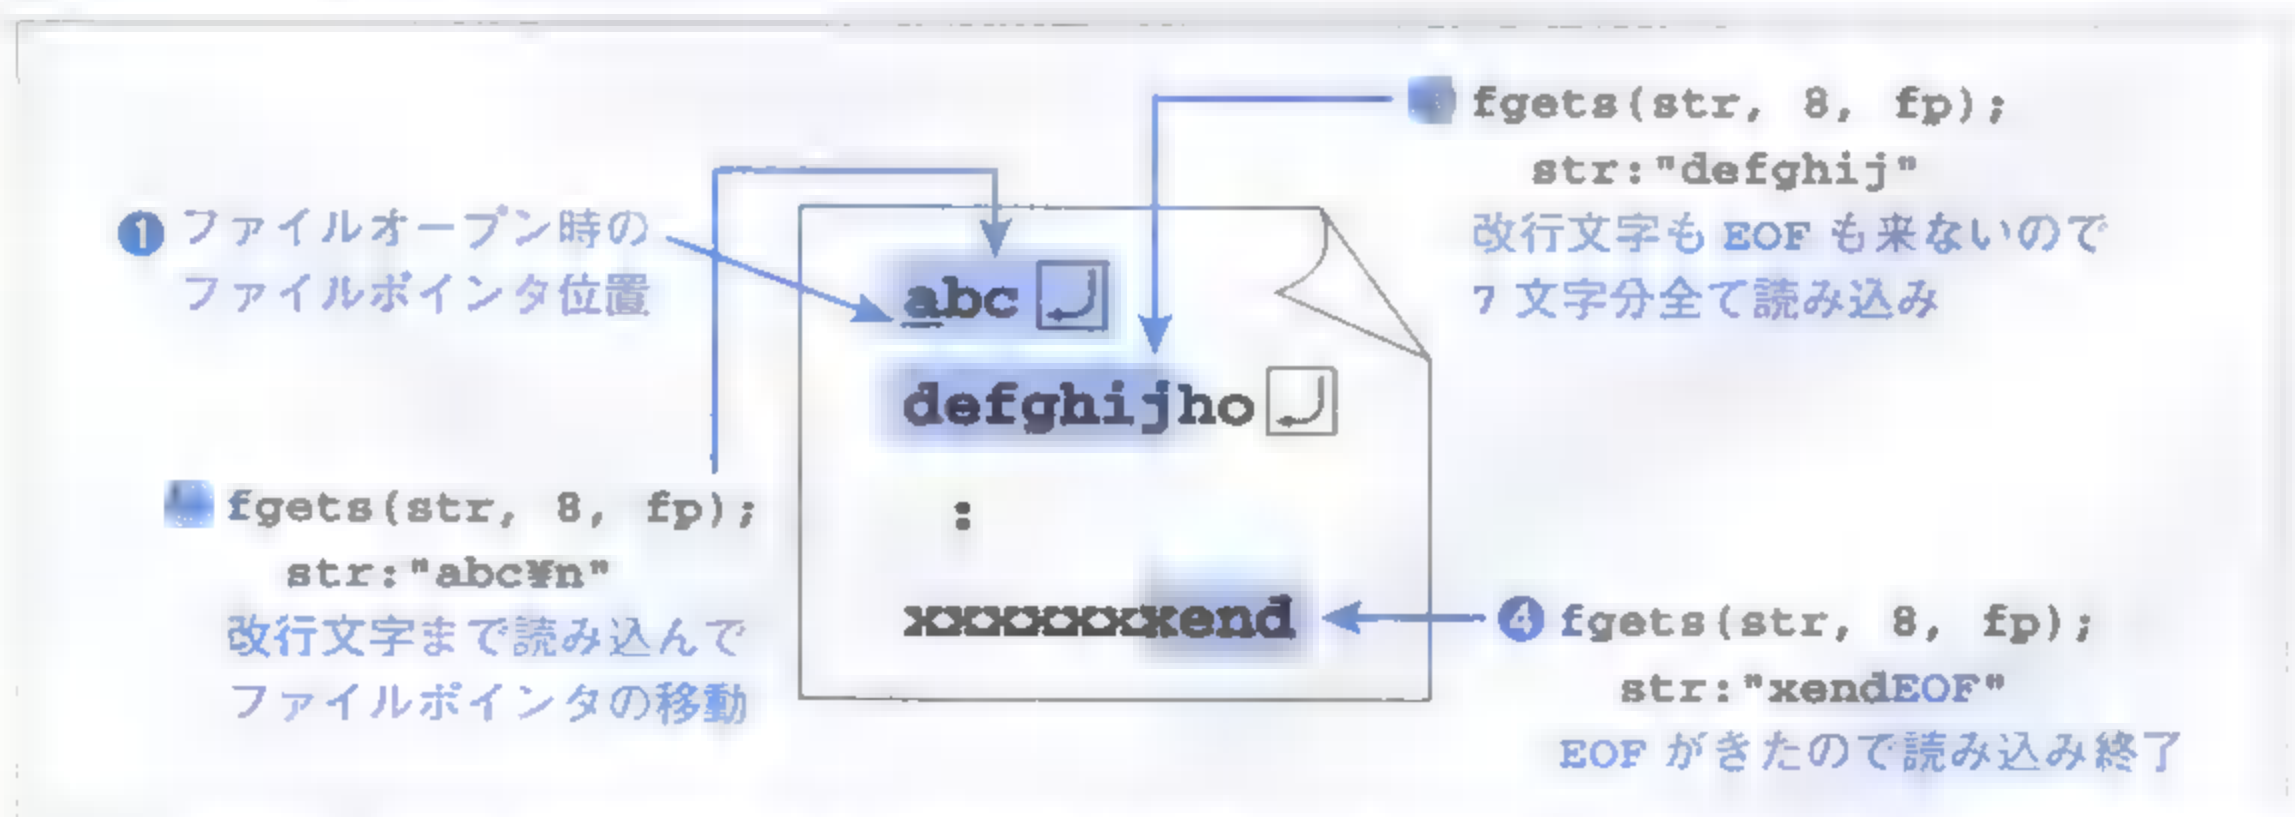 ❶ ファイルオープン時の
ファイルポインタ位置
fgets(str, 8, fp);
str:"abc¥n"
改行文字まで読み込んで
ファイルポインタの移動
fgets(str, 8, fp);
str:"defghij"
改行文字も EOF も来ないので
7 文字分全て読み込み
abc
defghijho
:
xxxxxxxend
❹ fgets(str, 8, fp);
str:"xendEOF"
EOF がきたので読み込み終了